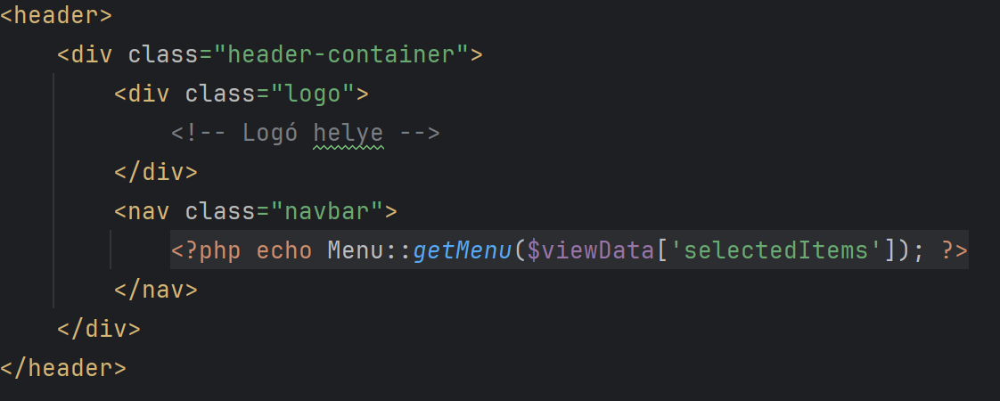 <header>
<div class="header-container">
<div class="logo">
<!-- Logó helye -->
</div>
<nav class="navbar">
<?php echo Menu::getMenu($viewData['selectedItems']); ?>
</nav>
</div>
</header>